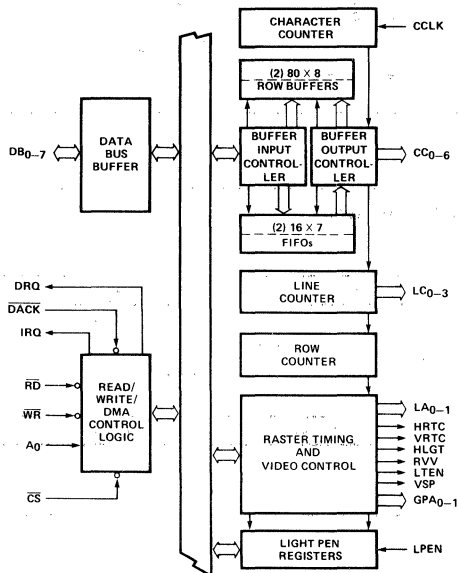 CHARACTER
COUNTER
CCLK
(2) 80 X 8
ROW BUFFERS
DB0–7
DATA
BUS
BUFFER
BUFFER
INPUT
CONTROL-
LER
BUFFER
OUTPUT
CONTROL-
LER
CC0–6
(2) 16 X 7
FIFOs
DRQ
DACK
IRQ
RD
WR
A0
CS
READ/
WRITE/
DMA
CONTROL
LOGIC
LINE
COUNTER
LC0–3
ROW
COUNTER
RASTER TIMING
AND
VIDEO CONTROL
LA0–1
HRTC
VRTC
HLGT
RVV
LTEN
VSP
GPA0–1
LIGHT PEN
REGISTERS
LPEN